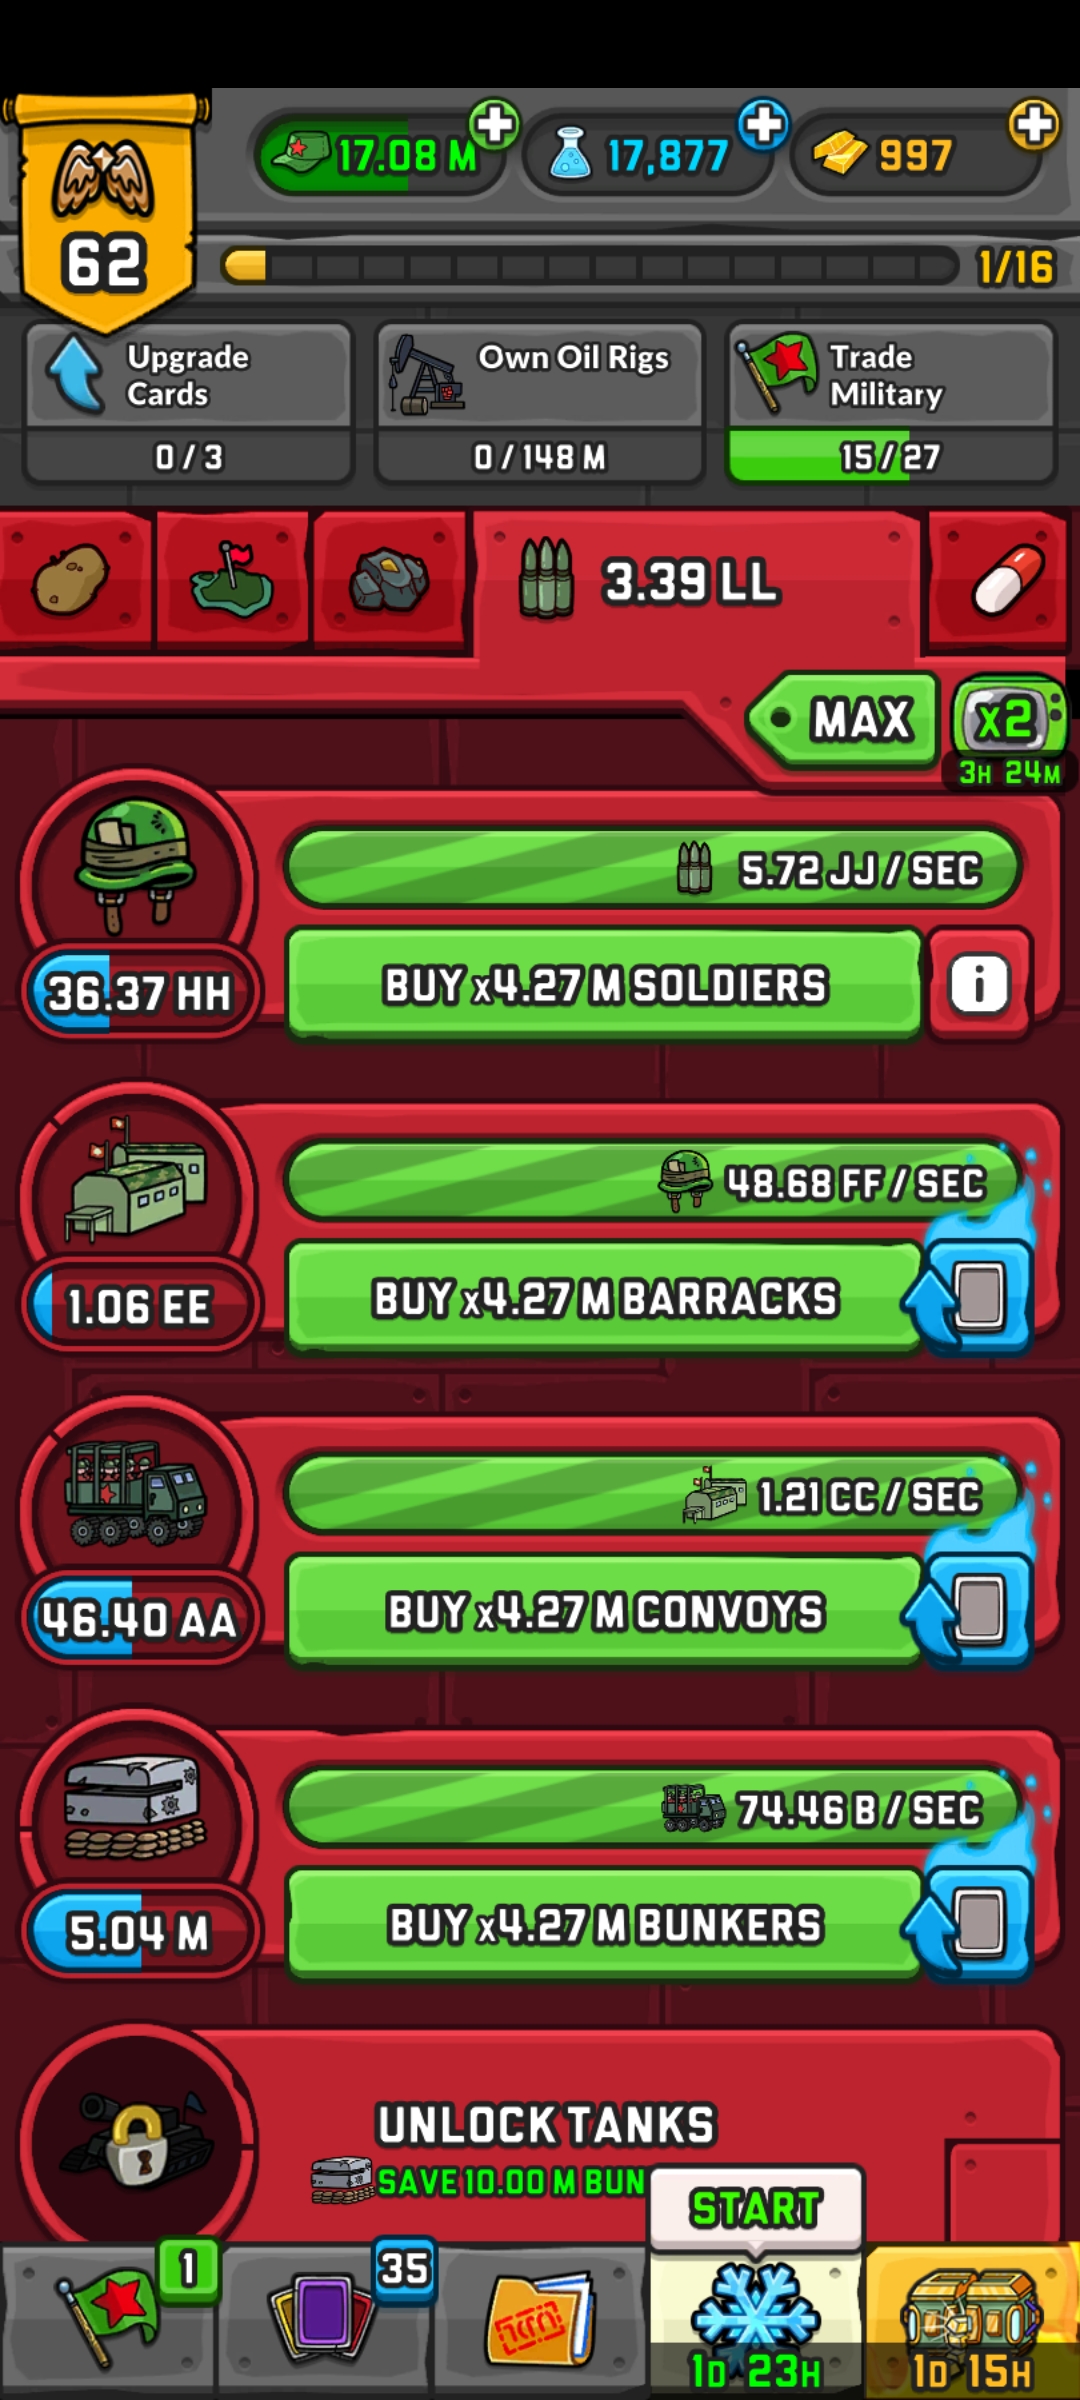 17.08 M
17,877
997
62
1/16
Upgrade
Cards
0 / 3
Own Oil Rigs
0 / 148 M
Trade
Military
15 / 27
3.39 LL
MAX
x2
3H 24M
5.72 JJ / SEC
36.37 HH
BUY x4.27 M SOLDIERS
i
48.68 FF / SEC
1.06 EE
BUY x4.27 M BARRACKS
1.21 CC / SEC
46.40 AA
BUY x4.27 M CONVOYS
74.46 B / SEC
5.04 M
BUY x4.27 M BUNKERS
UNLOCK TANKS
SAVE 10.00 M BUN
START
1
35
1D 23H
1D 15H